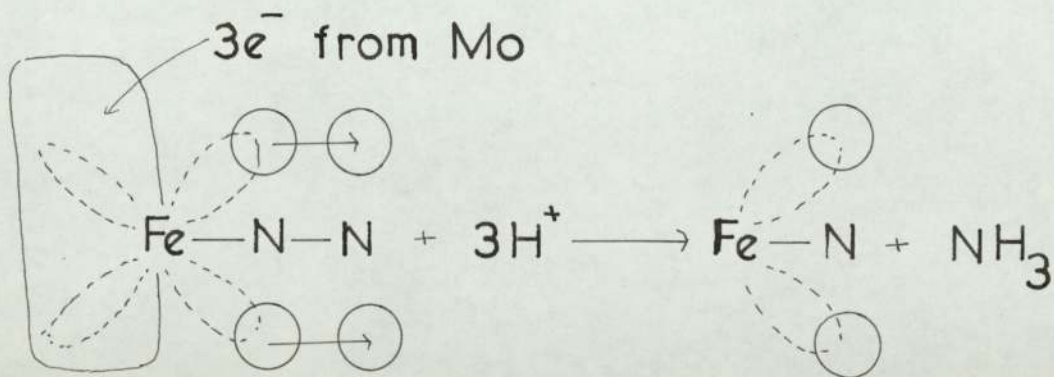 3e⁻ from Mo
Fe—N—N + 3H⁺ ⟶ Fe—N + NH₃